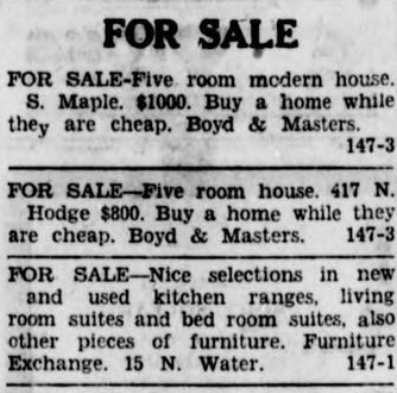 FOR SALE
FOR SALE-Five room modern house.
S. Maple. $1000. Buy a home while
they are cheap. Boyd & Masters.
147-3
FOR SALE—Five room house. 417 N.
Hodge $800. Buy a home while they
are cheap. Boyd & Masters. 147-3
FOR SALE—Nice selections in new
and used kitchen ranges, living
room suites and bed room suites, also
other pieces of furniture. Furniture
Exchange. 15 N. Water. 147-1